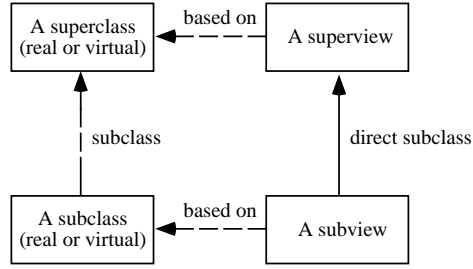 A superclass
(real or virtual)
based on
A superview
subclass
direct subclass
A subclass
(real or virtual)
based on
A subview